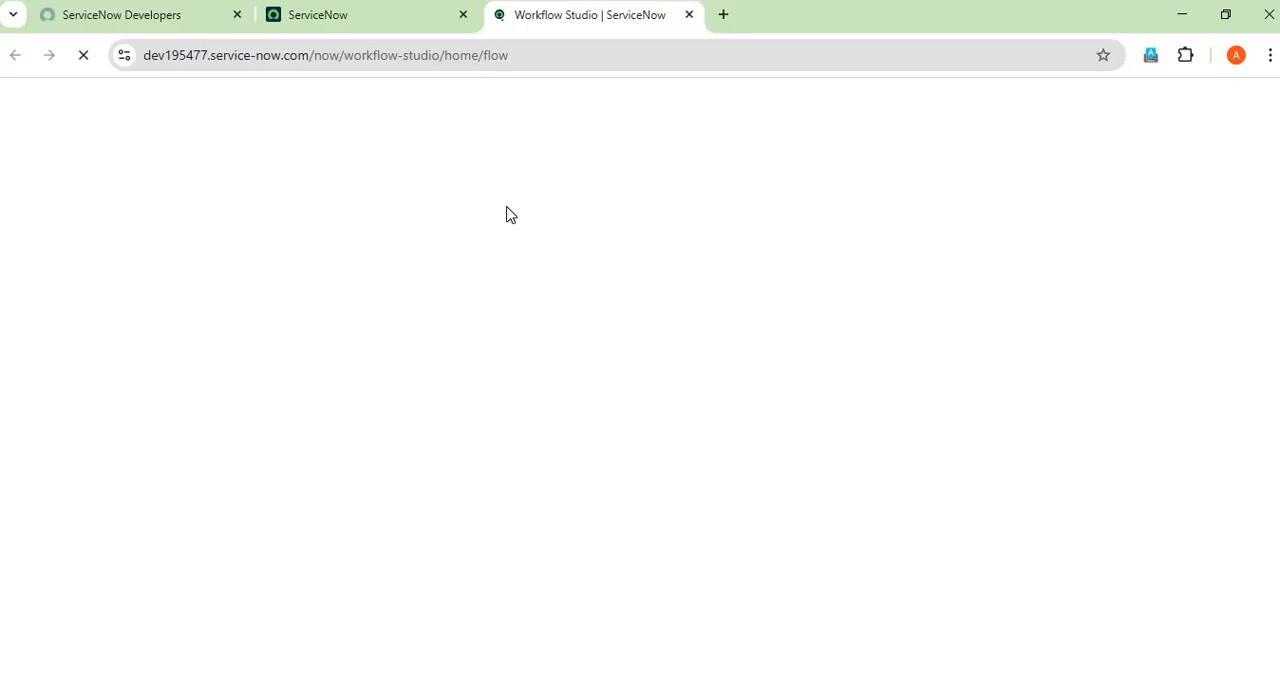 ServiceNow Developers
ServiceNow
Workflow Studio | ServiceNow
dev195477.service-now.com/now/workflow-studio/home/flow
A
A